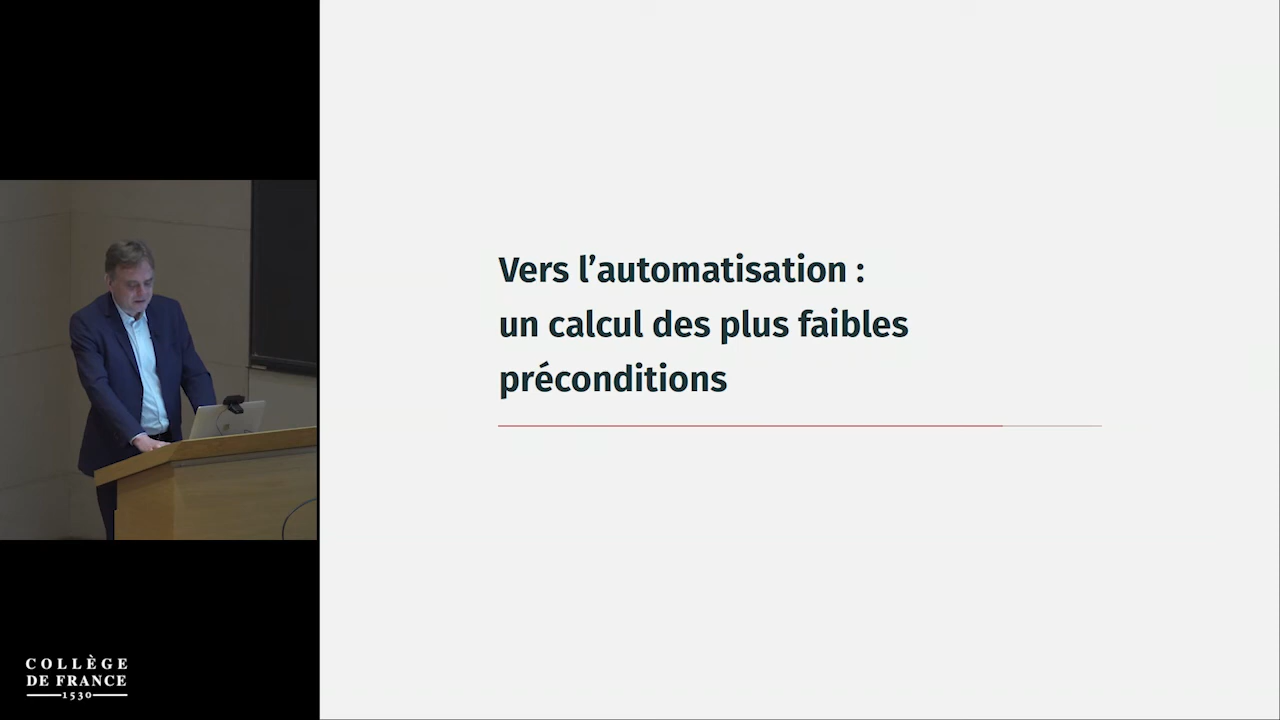 Vers l’automatisation :
un calcul des plus faibles
préconditions
COLLÈGE
DE FRANCE
1530